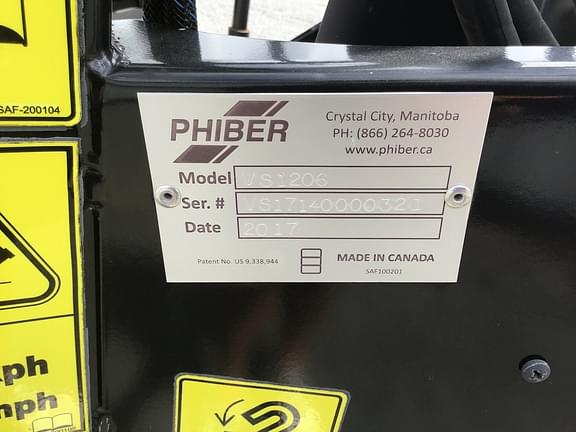 SAF-200104
PHIBER
Crystal City, Manitoba
PH: (866) 264-8030
www.phiber.ca
Model VS1206
Ser. # VS17140000321
Date 2017
Patent No. US 9,338,944
MADE IN CANADA
SAF100201
ph
mph